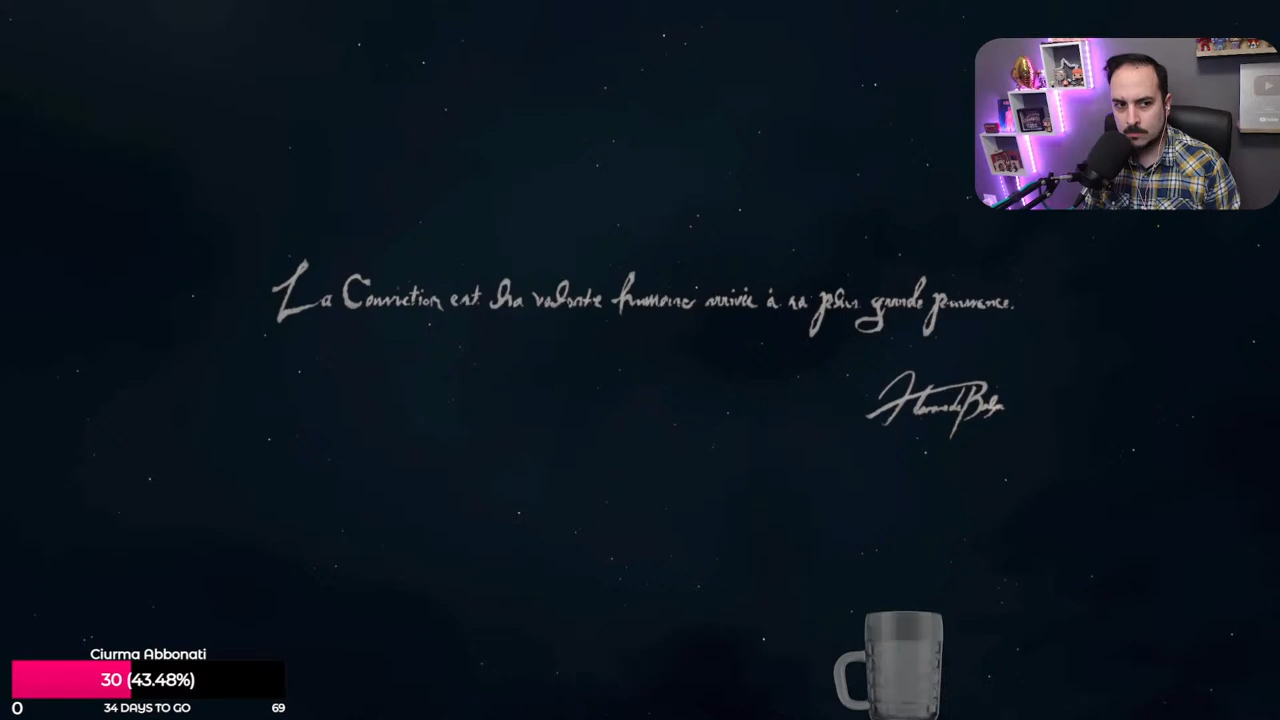 La Conviction est la volonté humaine arrivée à sa plus grande puissance.
Ciurma Abbonati
30 (43.48%)
0 34 DAYS TO GO 69